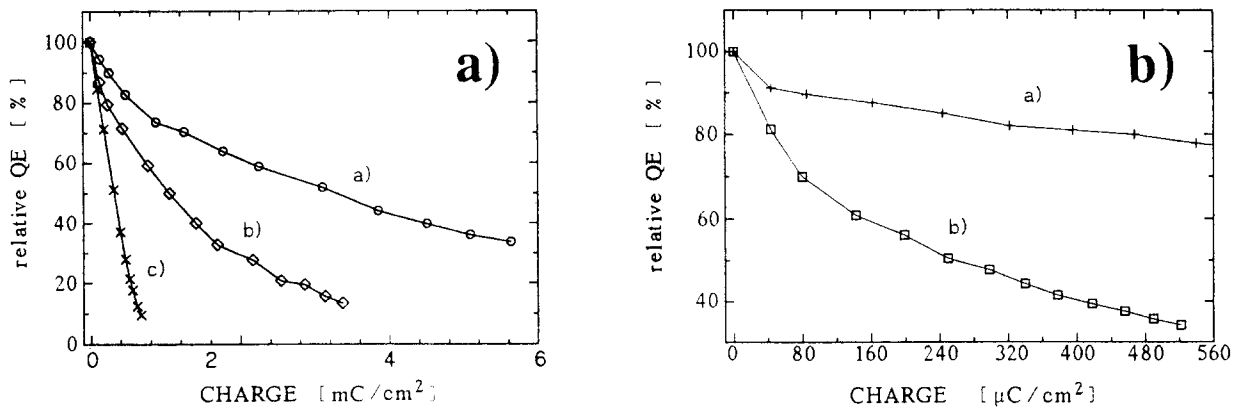 a)
100
80
60
40
20
0
relative QE [ % ]
a)
b)
c)
0
2
4
6
CHARGE [ mC/cm² ]
b)
100
80
60
40
relative QE [ % ]
a)
b)
0
80
160
240
320
400
480
560
CHARGE [ μC/cm² ]